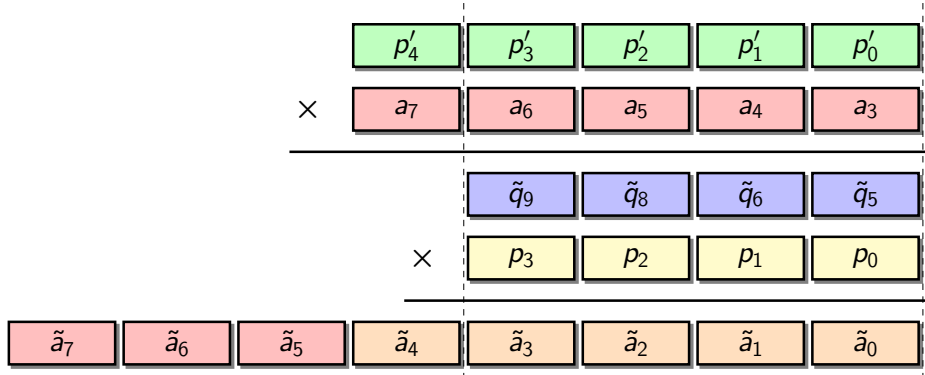 p′₄ p′₃ p′₂ p′₁ p′₀
× a₇ a₆ a₅ a₄ a₃
q̃₉ q̃₈ q̃₆ q̃₅
× p₃ p₂ p₁ p₀
ã₇ ã₆ ã₅ ã₄ ã₃ ã₂ ã₁ ã₀